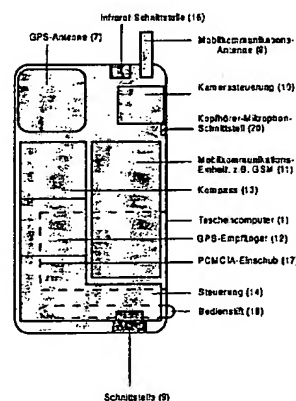 Infrarot Schnittstelle (16)
GPS-Antenne (7)
Mobilkommunikations-
Antenne (8)
Kamerasteuerung (10)
Kopfhörer-Mikrophon-
Schnittstell (20)
Mobilkommunikations-
Einheit, z.B. GSM (11)
Kompass (13)
Taschencomputer (1)
GPS-Empfänger (12)
PCMCIA-Einschub (17)
Steuerung (14)
Bedienstift (18)
Schnittstelle (9)